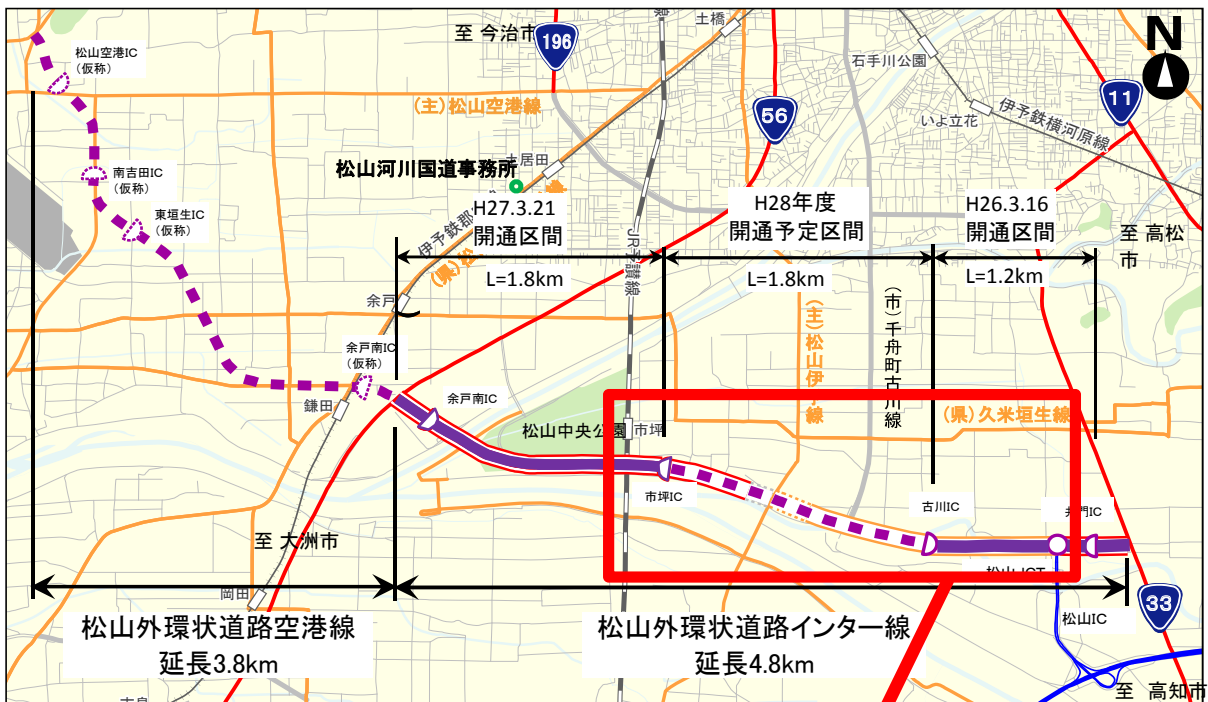 土橋
至 今治市
196
石手川公園
N
松山空港IC
(仮称)
(主)松山空港線
56
11
いよ立花
伊予鉄横河原線
松山河川国道事務所
南吉田IC
(仮称)
東垣生IC
(仮称)
H27.3.21
開通区間
H28年度
開通予定区間
H26.3.16
開通区間
至 高松
市
伊予鉄郡
JR予讃線
L=1.8km
L=1.8km
L=1.2km
余戸
(主)松山伊予線
(市)千舟町古川線
余戸南IC
(仮称)
鎌田
余戸南IC
松山中央公園
市坪
(県)久米垣生線
市坪IC
古川IC
井門IC
至 大洲市
松山JCT
岡田
33
松山外環状道路空港線
延長3.8km
松山外環状道路インター線
延長4.8km
松山IC
至 高知市